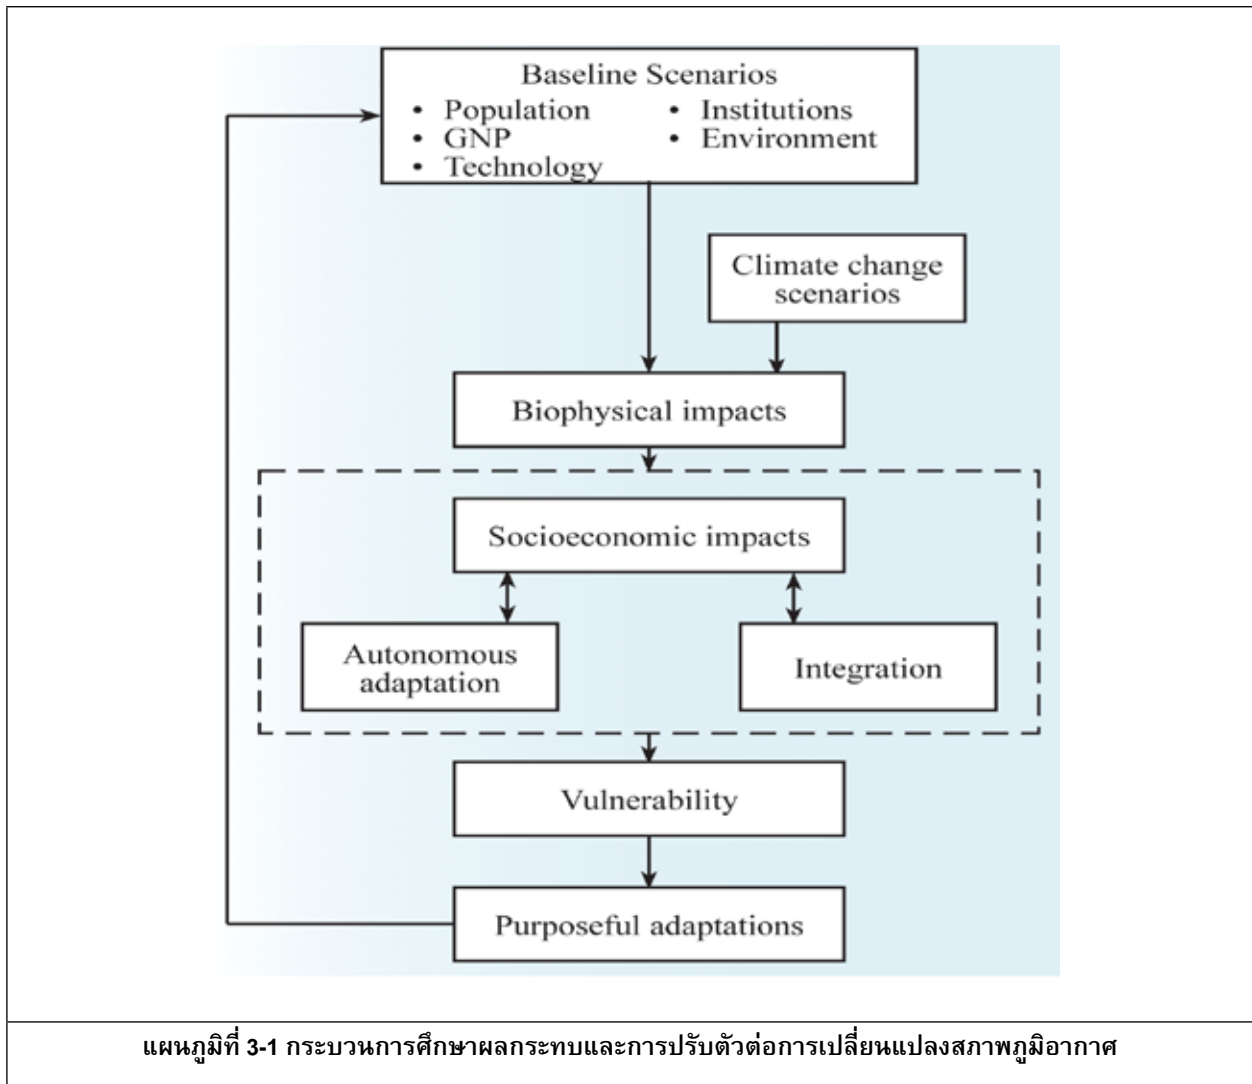 Baseline Scenarios
• Population
• GNP
• Technology
• Institutions
• Environment
Climate change
scenarios
Biophysical impacts
Socioeconomic impacts
Autonomous
adaptation
Integration
Vulnerability
Purposeful adaptations
แผนภูมิที่ 3-1 กระบวนการศึกษาผลกระทบและการปรับตัวต่อการเปลี่ยนแปลงสภาพภูมิอากาศ